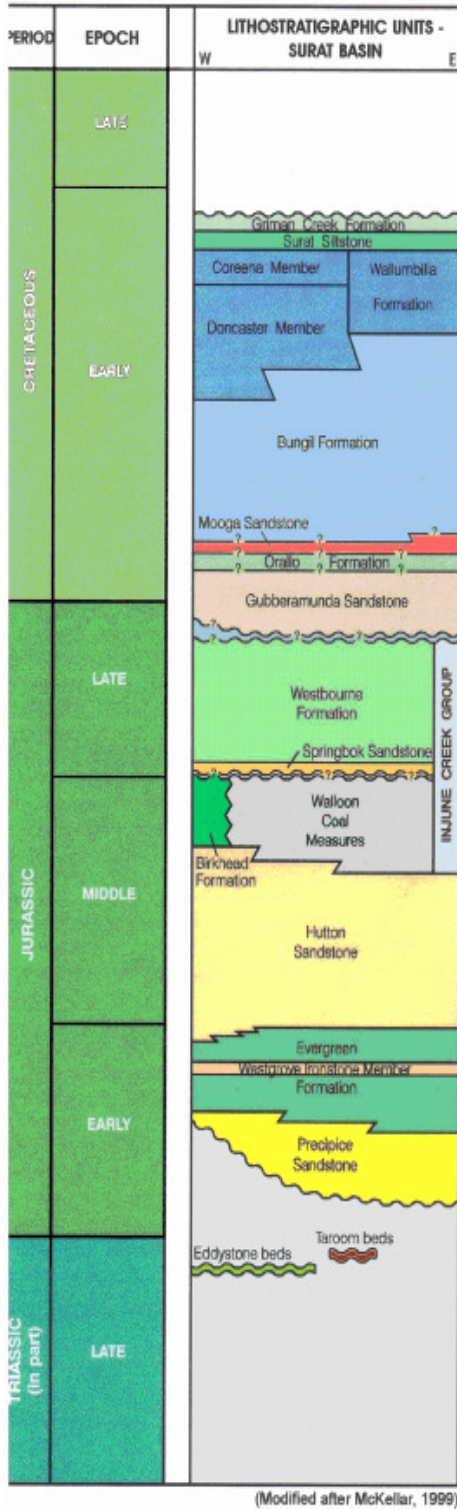 PERIOD
EPOCH
LITHOSTRATIGRAPHIC UNITS -
SURAT BASIN
W
E
CRETACEOUS
LATE
EARLY
Griman Creek Formation
Surat Siltstone
Coreena Member
Wallumbilla
Formation
Doncaster Member
Bungil Formation
Mooga Sandstone
?
? ? ?
Orallo Formation
? ? ?
Gubberamunda Sandstone
JURASSIC
LATE
MIDDLE
EARLY
? ? ? ?
?
Westbourne
Formation
Springbok Sandstone
? ? ?
INJUNE CREEK GROUP
Walloon
Coal
Measures
Birkhead
Formation
Hutton
Sandstone
Evergreen
Westgrove Ironstone Member
Formation
Precipice
Sandstone
TRIASSIC
(in part)
LATE
Taroom beds
Eddystone beds
(Modified after McKellar, 1999)